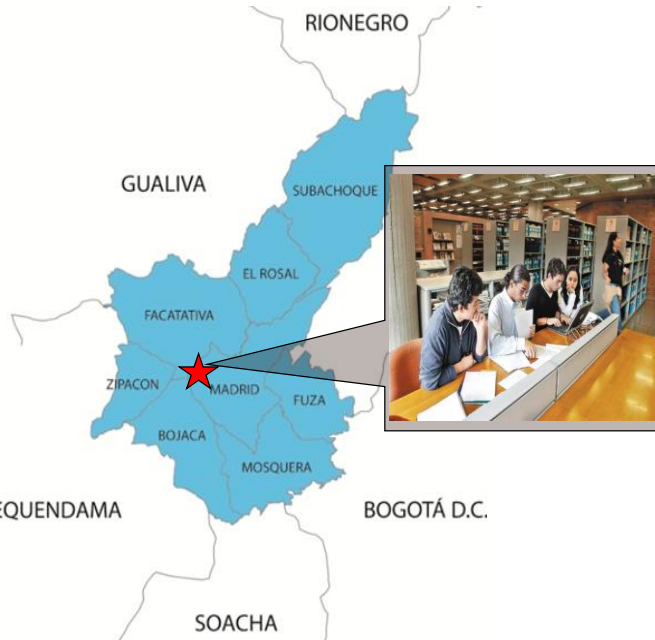 RIONEGRO
GUALIVA
SUBACHOQUE
EL ROSAL
FACATATIVA
ZIPACON
MADRID
FUZA
BOJACA
MOSQUERA
EQUENDAMA
BOGOTÁ D.C.
SOACHA